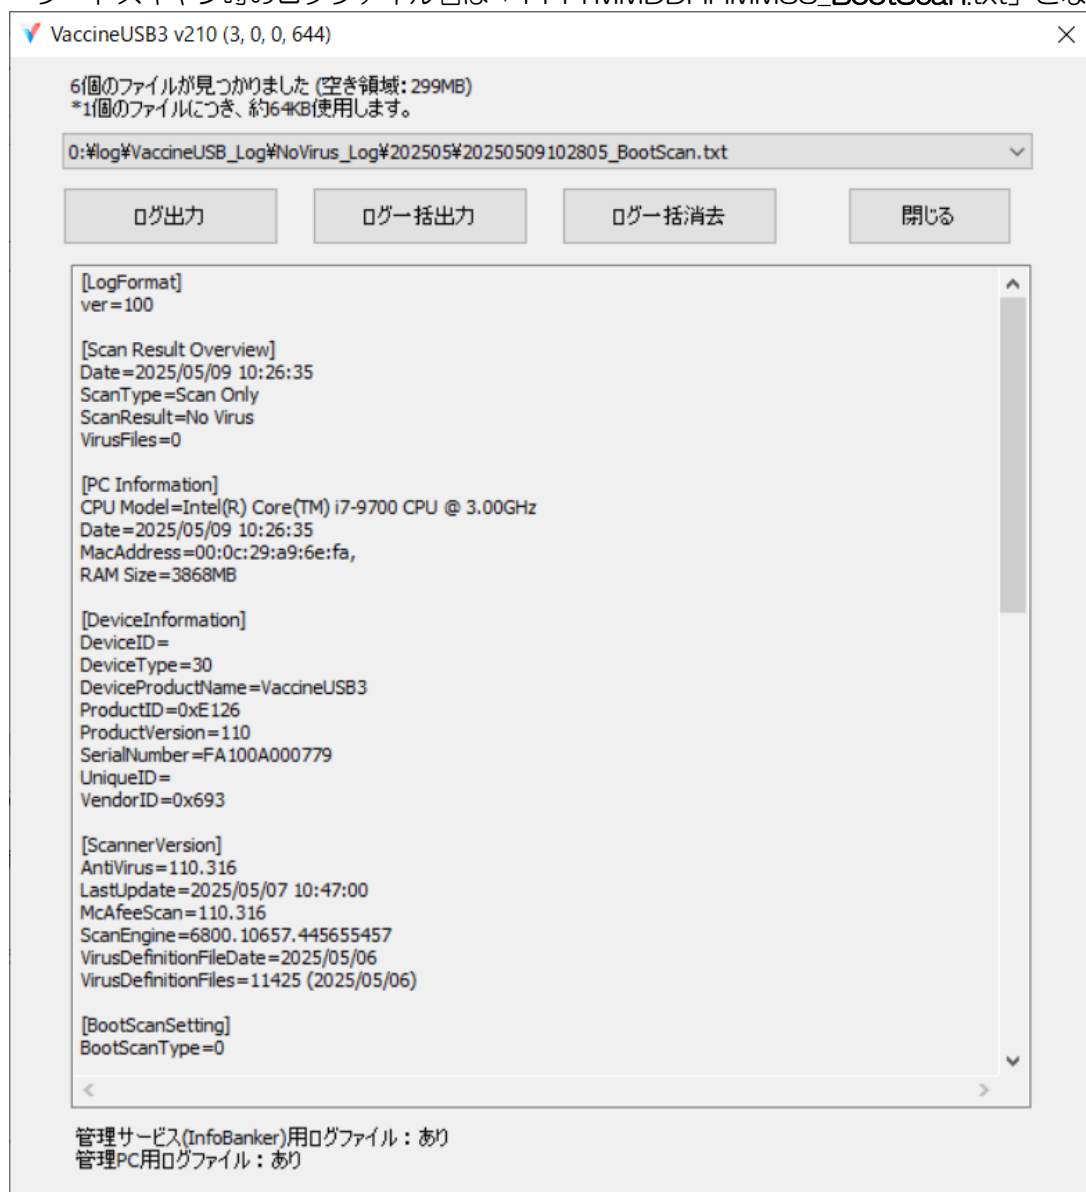 VaccineUSB3 v210 (3, 0, 0, 644)
6個のファイルが見つかりました (空き領域: 299MB)
*1個のファイルにつき、約64KB使用します。
0:¥log¥VaccineUSB_Log¥NoVirus_Log¥202505¥20250509102805_BootScan.txt
ログ出力 ログ一括出力 ログ一括消去 閉じる
[LogFormat]
ver=100
[Scan Result Overview]
Date=2025/05/09 10:26:35
ScanType=Scan Only
ScanResult=No Virus
VirusFiles=0
[PC Information]
CPU Model=Intel(R) Core(TM) i7-9700 CPU @ 3.00GHz
Date=2025/05/09 10:26:35
MacAddress=00:0c:29:a9:6e:fa,
RAM Size=3868MB
[DeviceInformation]
DeviceID=
DeviceType=30
DeviceProductName=VaccineUSB3
ProductID=0xE126
ProductVersion=110
SerialNumber=FA100A000779
UniqueID=
VendorID=0x693
[ScannerVersion]
AntiVirus=110.316
LastUpdate=2025/05/07 10:47:00
McAfeeScan=110.316
ScanEngine=6800.10657.445655457
VirusDefinitionFileDate=2025/05/06
VirusDefinitionFiles=11425 (2025/05/06)
[BootScanSetting]
BootScanType=0
管理サービス(InfoBanker)用ログファイル：あり
管理PC用ログファイル：あり